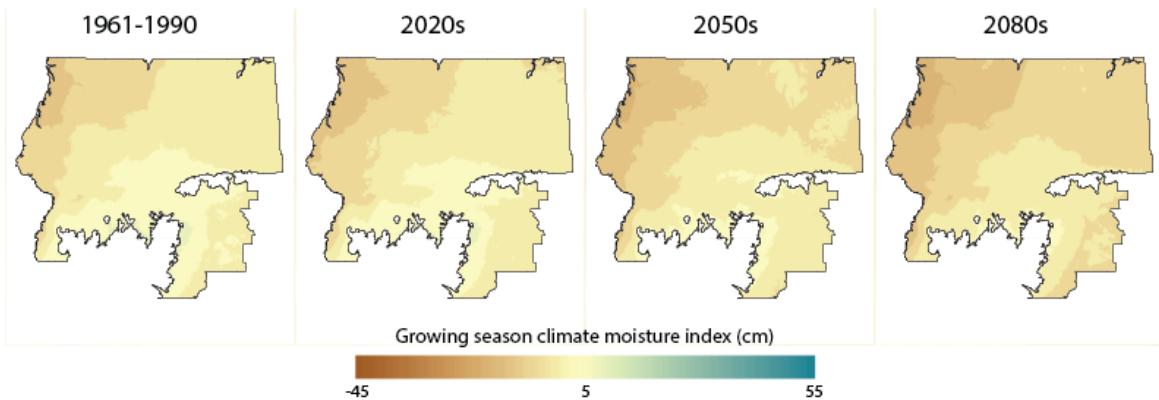 1961-1990 2020s 2050s 2080s
Growing season climate moisture index (cm)
-45 5 55